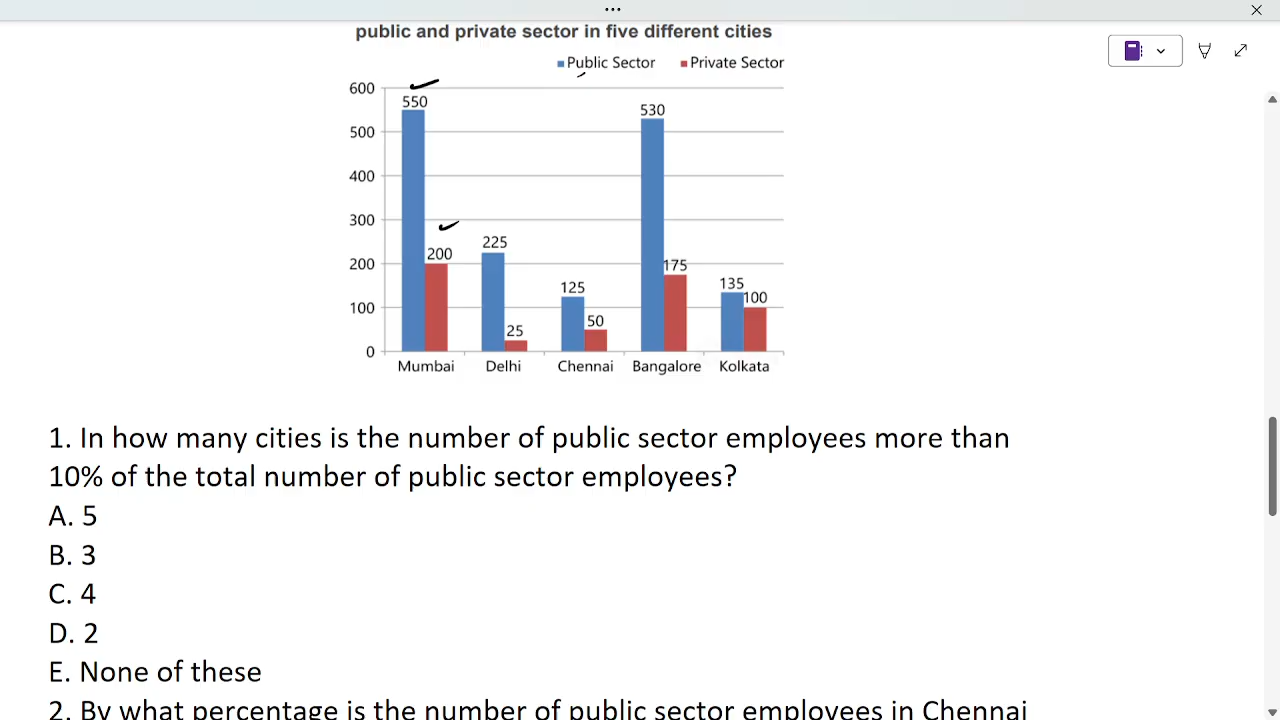 public and private sector in five different cities
Public Sector Private Sector
600
500
400
300
200
100
0
550
200
225
25
125
50
530
175
135
100
Mumbai Delhi Chennai Bangalore Kolkata
1. In how many cities is the number of public sector employees more than
10% of the total number of public sector employees?
A. 5
B. 3
C. 4
D. 2
E. None of these
2. By what percentage is the number of public sector employees in Chennai